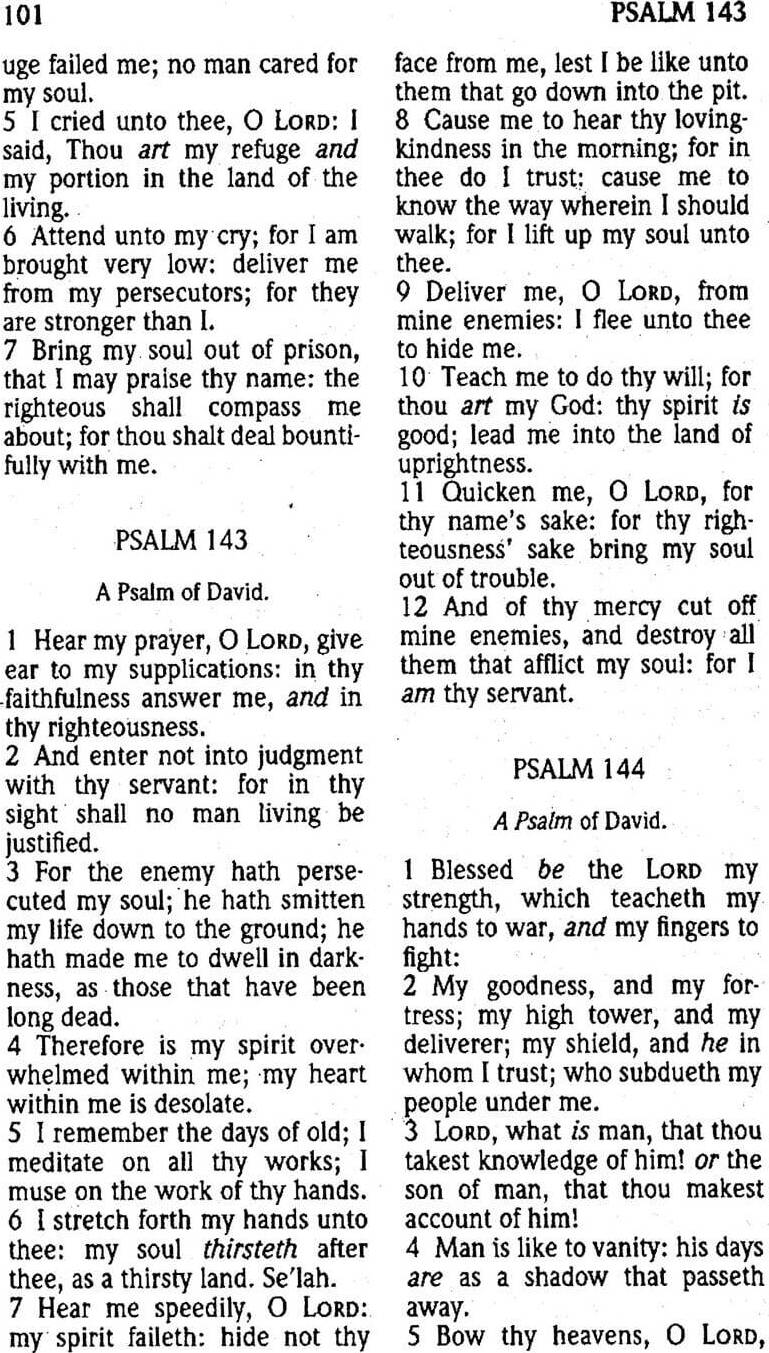 101
PSALM 143
uge failed me; no man cared for
my soul.
5 I cried unto thee, O LORD: I
said, Thou art my refuge and
my portion in the land of the
living.
6 Attend unto my cry; for I am
brought very low: deliver me
from my persecutors; for they
are stronger than I.
7 Bring my soul out of prison,
that I may praise thy name: the
righteous shall compass me
about; for thou shalt deal bounti-
fully with me.
PSALM 143
A Psalm of David.
1 Hear my prayer, O LORD, give
ear to my supplications: in thy
faithfulness answer me, and in
thy righteousness.
2 And enter not into judgment
with thy servant: for in thy
sight shall no man living be
justified.
3 For the enemy hath perse-
cuted my soul; he hath smitten
my life down to the ground; he
hath made me to dwell in dark-
ness, as those that have been
long dead.
4 Therefore is my spirit over-
whelmed within me; my heart
within me is desolate.
5 I remember the days of old; I
meditate on all thy works; I
muse on the work of thy hands.
6 I stretch forth my hands unto
thee: my soul thirsteth after
thee, as a thirsty land. Se'lah.
7 Hear me speedily, O LORD:
my spirit faileth: hide not thy
face from me, lest I be like unto
them that go down into the pit.
8 Cause me to hear thy loving-
kindness in the morning; for in
thee do I trust: cause me to
know the way wherein I should
walk; for I lift up my soul unto
thee.
9 Deliver me, O LORD, from
mine enemies: I flee unto thee
to hide me.
10 Teach me to do thy will; for
thou art my God: thy spirit is
good; lead me into the land of
uprightness.
11 Quicken me, O LORD, for
thy name's sake: for thy righ-
teousness' sake bring my soul
out of trouble.
12 And of thy mercy cut off
mine enemies, and destroy all
them that afflict my soul: for I
am thy servant.
PSALM 144
A Psalm of David.
1 Blessed be the LORD my
strength, which teacheth my
hands to war, and my fingers to
fight:
2 My goodness, and my for-
tress; my high tower, and my
deliverer; my shield, and he in
whom I trust; who subdueth my
people under me.
3 LORD, what is man, that thou
takest knowledge of him! or the
son of man, that thou makest
account of him!
4 Man is like to vanity: his days
are as a shadow that passeth
away.
5 Bow thy heavens, O LORD,